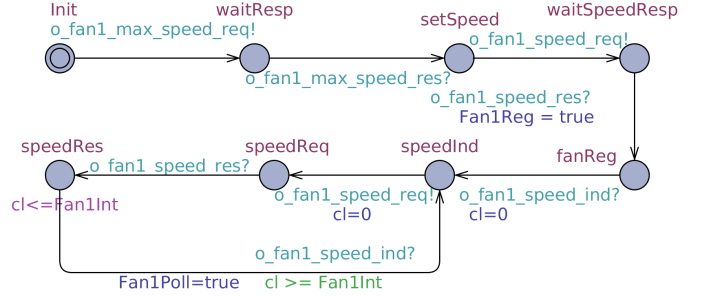 Init
waitResp
setSpeed
waitSpeedResp
o_fan1_max_speed_req!
o_fan1_speed_req!
o_fan1_max_speed_res?
o_fan1_speed_res?
Fan1Reg = true
speedRes
speedReq
speedInd
fanReg
o_fan1_speed_res?
o_fan1_speed_req!
o_fan1_speed_ind?
cl<=Fan1Int
cl=0
cl=0
o_fan1_speed_ind?
Fan1Poll=true
cl >= Fan1Int